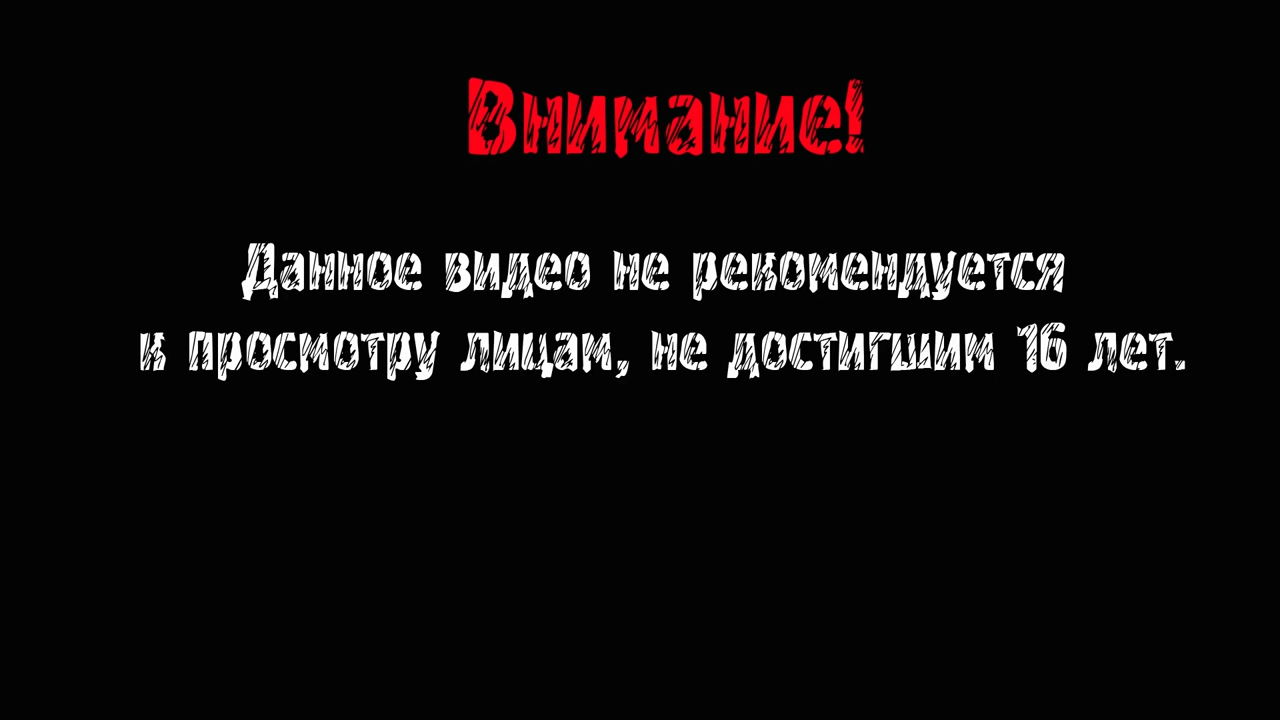 Внимание!
Данное видео не рекомендуется
к просмотру лицам, не достигшим 16 лет.